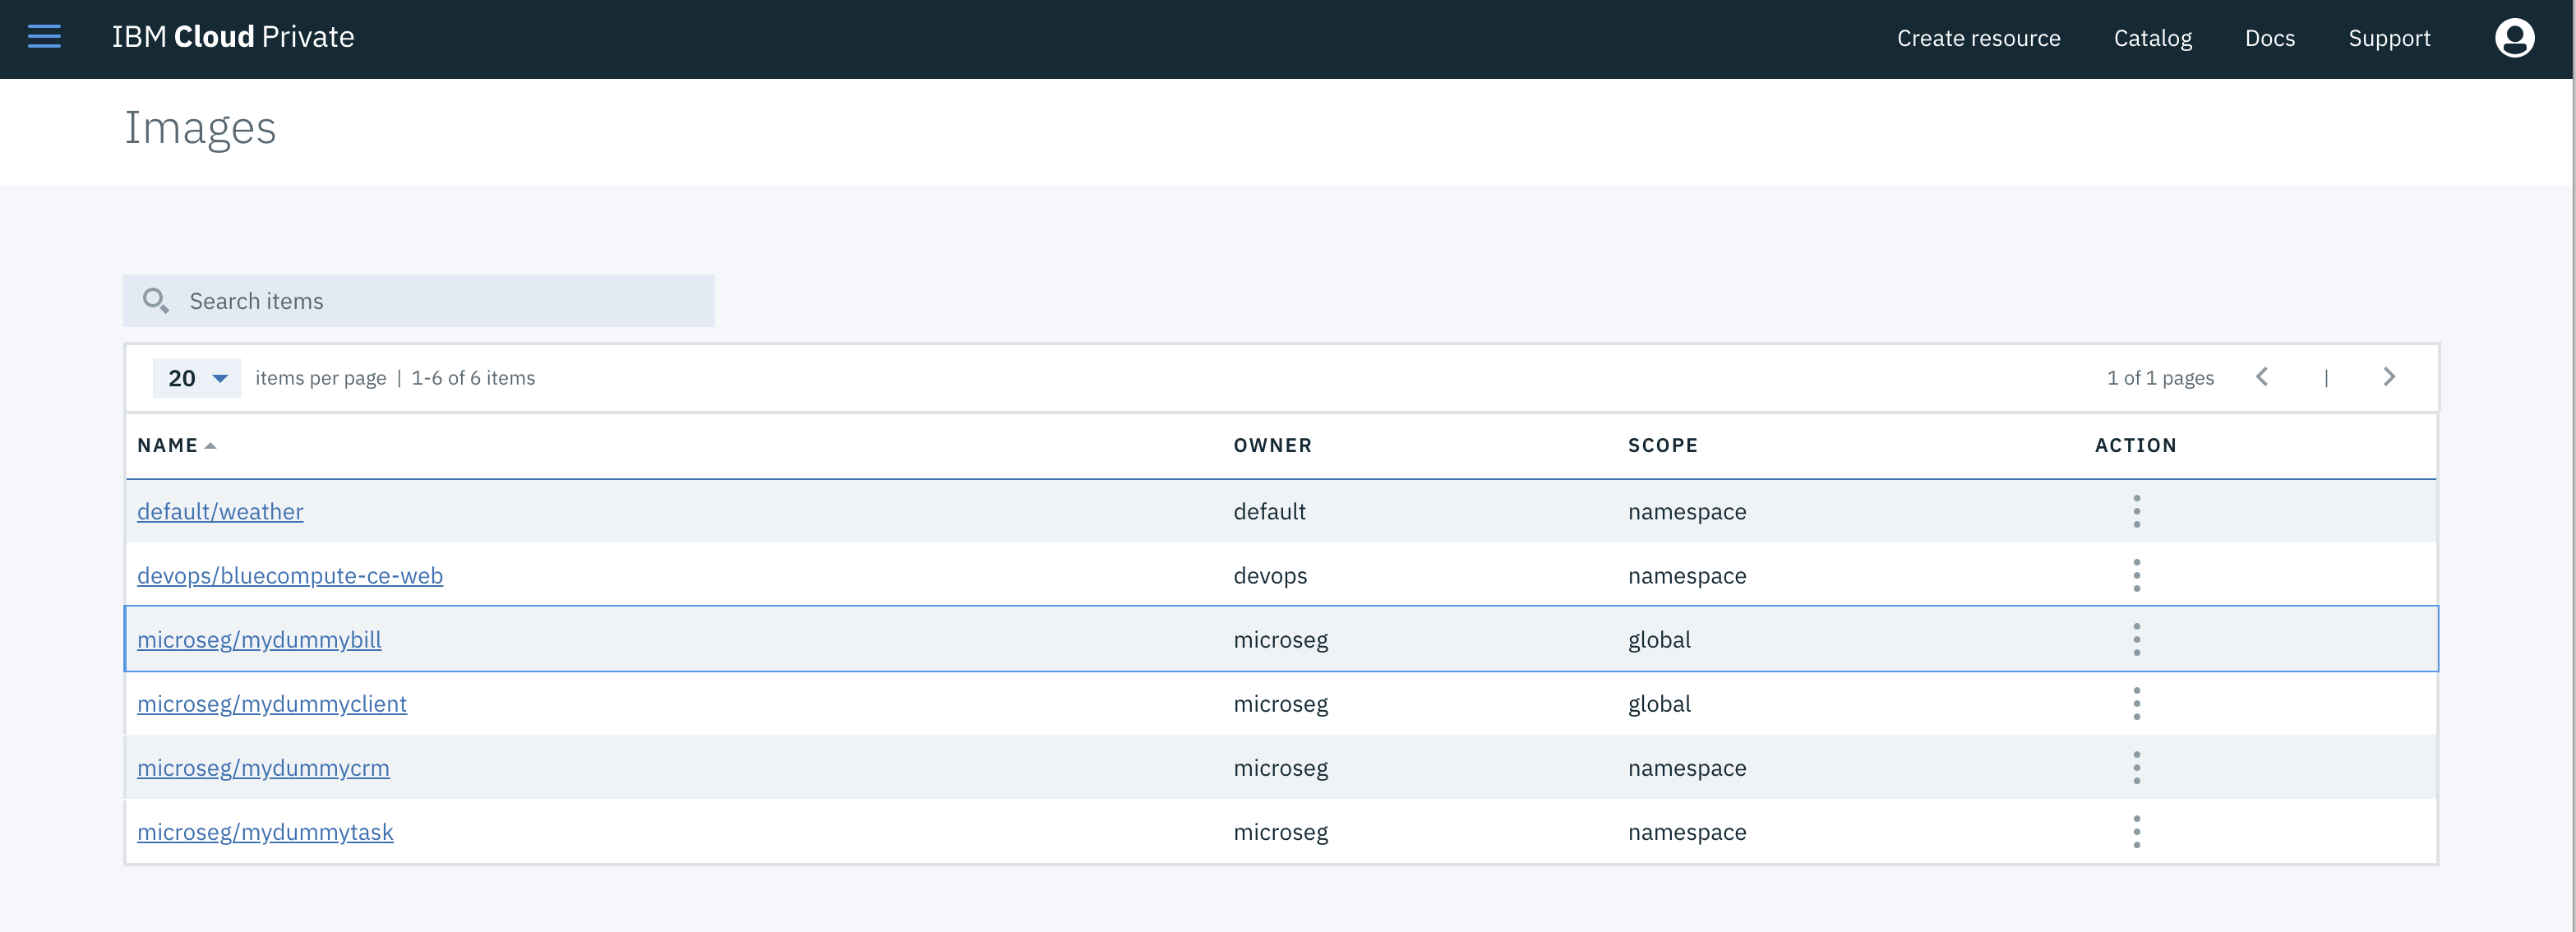 IBM Cloud Private Create resource Catalog Docs Support
Images
Search items
20 items per page | 1-6 of 6 items 1 of 1 pages |
NAME OWNER SCOPE ACTION
default/weather default namespace
devops/bluecompute-ce-web devops namespace
microseg/mydummybill microseg global
microseg/mydummyclient microseg global
microseg/mydummycrm microseg namespace
microseg/mydummytask microseg namespace